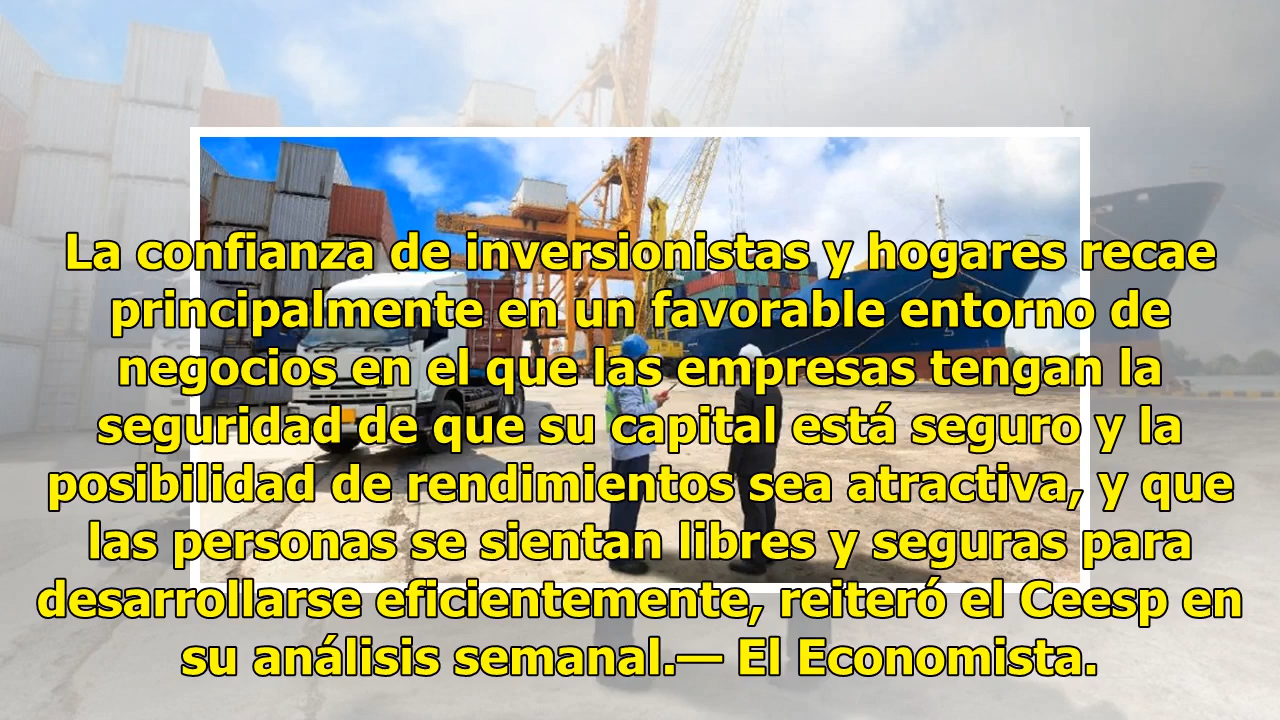 La confianza de inversionistas y hogares recae
principalmente en un favorable entorno de
negocios en el que las empresas tengan la
seguridad de que su capital está seguro y la
posibilidad de rendimientos sea atractiva, y que
las personas se sientan libres y seguras para
desarrollarse eficientemente, reiteró el Ceesp en
su análisis semanal.— El Economista.